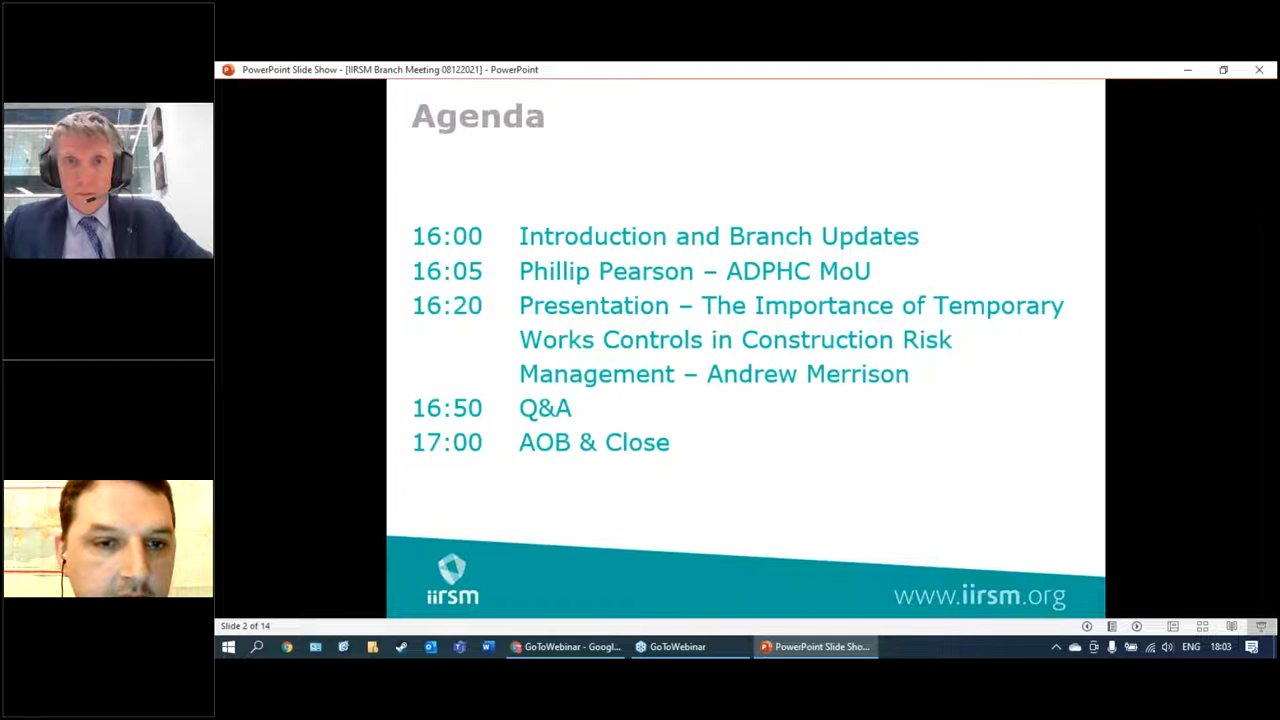 PowerPoint Slide Show - [IIRSM Branch Meeting 08122021] - PowerPoint
Agenda
16:00 Introduction and Branch Updates
16:05 Phillip Pearson – ADPHC MoU
16:20 Presentation – The Importance of Temporary
Works Controls in Construction Risk
Management – Andrew Merrison
16:50 Q&A
17:00 AOB & Close
iirsm
www.iirsm.org
Slide 2 of 14
GoToWebinar - Googl...
GoToWebinar
PowerPoint Slide Sho...
ENG
18:03